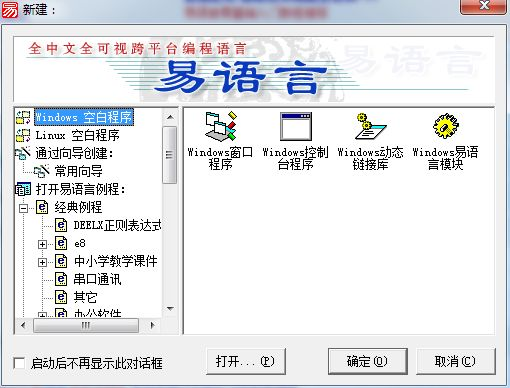 新建:
全中文全可视跨平台编程语言
易语言
Windows 空白程序
Linux 空白程序
通过向导创建:
常用向导
打开易语言例程:
经典例程
DEELX正则表达式
e8
中小学教学课件
串口通讯
其它
办公软件
Windows窗口
程序
Windows控制
台程序
Windows动态
链接库
Windows易语
言模块
启动后不再显示此对话框
打开...(P)
确定(O)
取消(C)